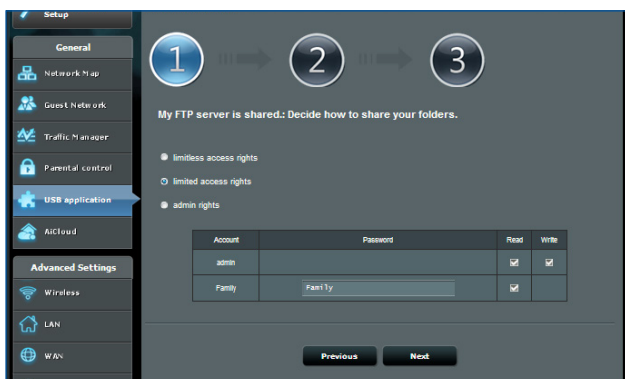 Setup
General
Network Map
Guest Network
Traffic Manager
Parental control
USB application
AiCloud
Advanced Settings
Wireless
LAN
WAN
1 2 3
My FTP server is shared.: Decide how to share your folders.
limitless access rights
limited access rights
admin rights
Account Password Read Write
admin
Family Family
Previous Next